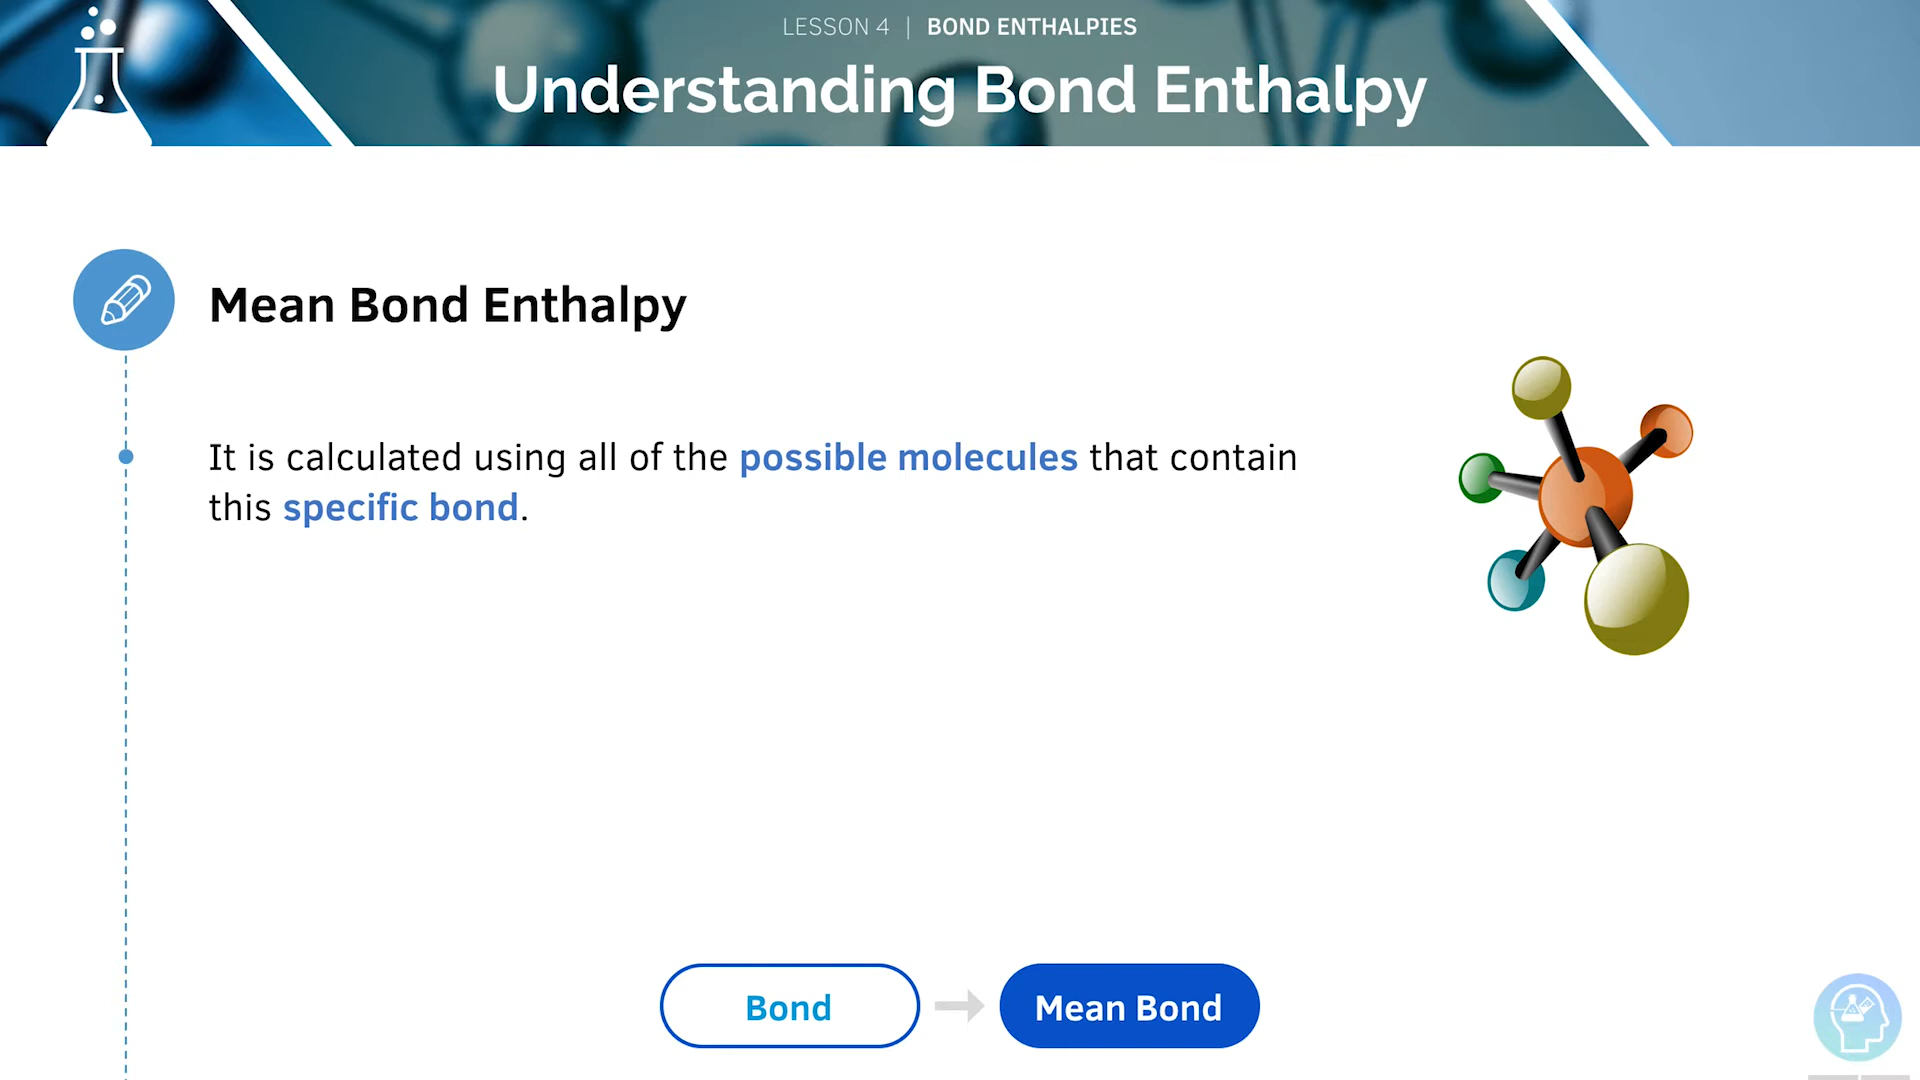 LESSON 4 | BOND ENTHALPIES
Understanding Bond Enthalpy
Mean Bond Enthalpy
It is calculated using all of the possible molecules that contain
this specific bond.
Bond
Mean Bond